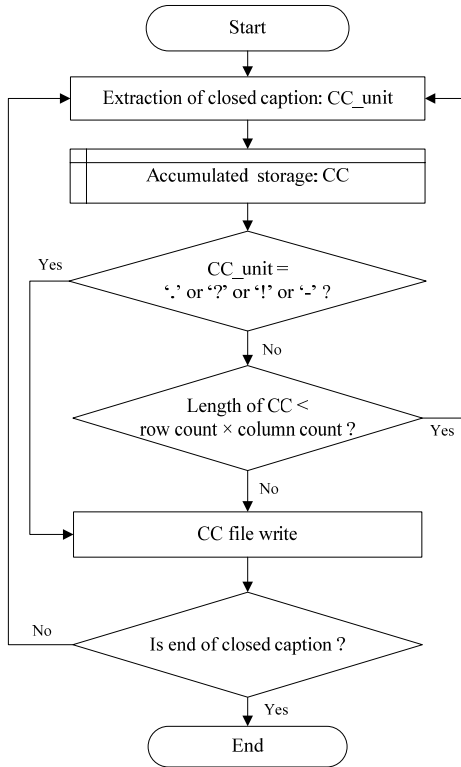 Start
Extraction of closed caption: CC_unit
Accumulated storage: CC
Yes
CC_unit =
‘.’ or ‘?’ or ‘!’ or ‘-’ ?
No
Length of CC <
row count × column count ?
Yes
No
CC file write
No
Is end of closed caption ?
Yes
End